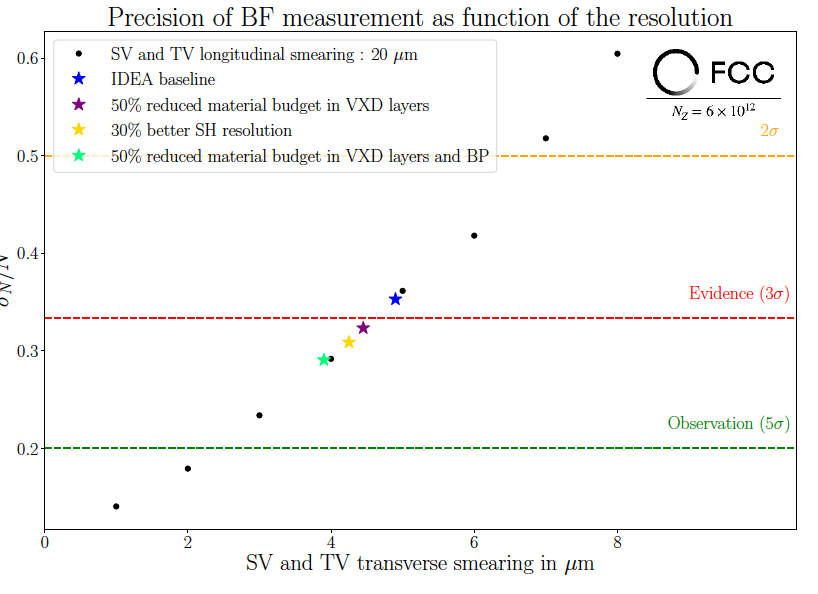 Precision of BF measurement as function of the resolution
SV and TV longitudinal smearing : 20 μm
IDEA baseline
50% reduced material budget in VXD layers
30% better SH resolution
50% reduced material budget in VXD layers and BP
FCC
N_Z = 6 × 10^12
2σ
Evidence (3σ)
Observation (5σ)
0.6
0.5
0.4
0.3
0.2
σ_N/N
0 2 4 6 8
SV and TV transverse smearing in μm